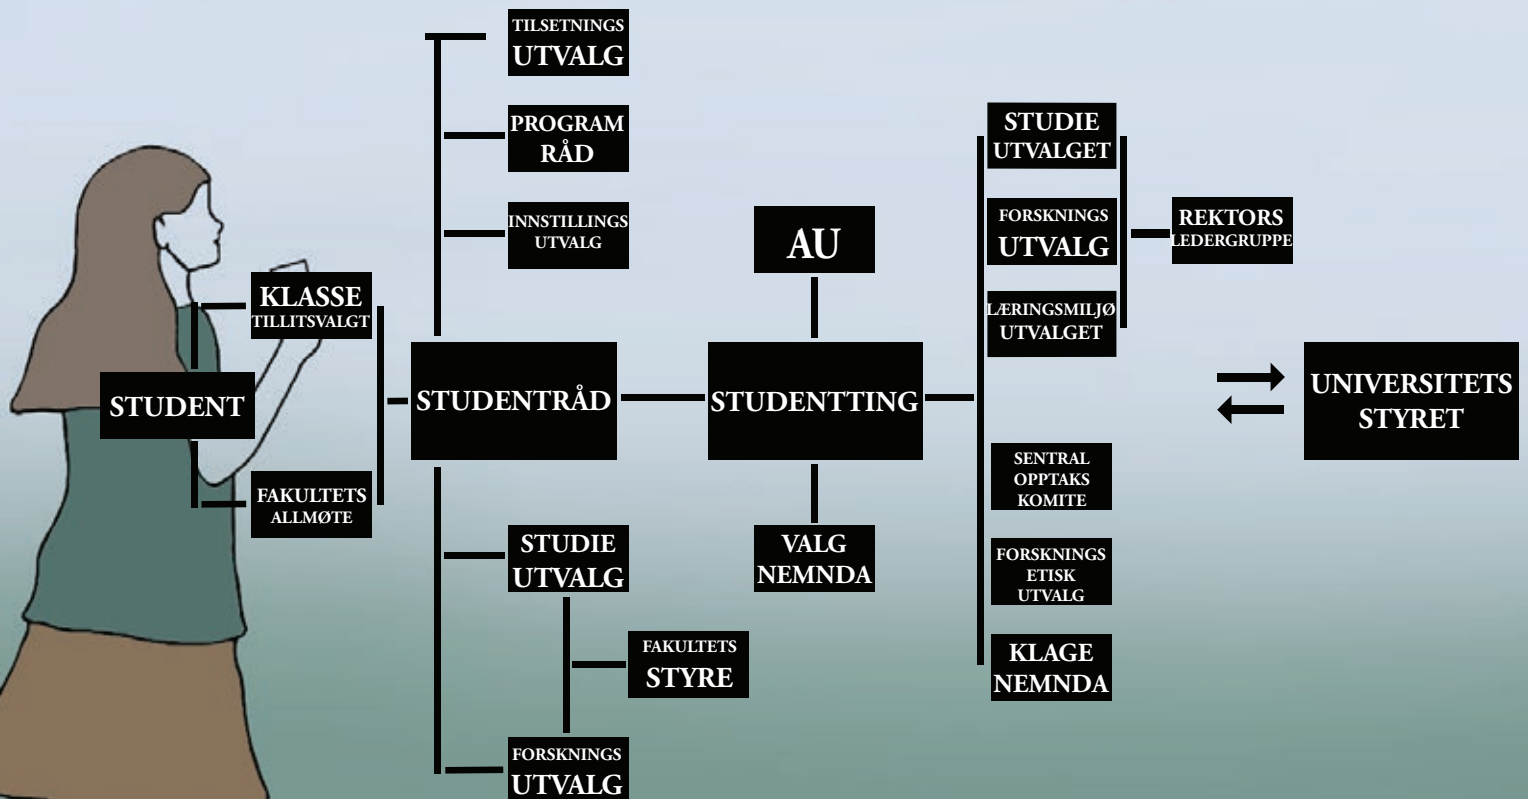 TILSETNINGS
UTVALG
PROGRAM
RÅD
INNSTILLINGS
UTVALG
KLASSE
TILLITSVALGT
STUDENT
FAKULTETS
ALLMØTE
STUDENTRÅD
STUDIE
UTVALG
FAKULTETS
STYRE
FORSKNINGS
UTVALG
AU
STUDENTTING
VALG
NEMNDA
STUDIE
UTVALGET
FORSKNINGS
UTVALG
LÆRINGSMILJØ
UTVALGET
REKTORS
LEDERGRUPPE
SENTRAL
OPPTAKS
KOMITE
FORSKNINGS
ETISK
UTVALG
KLAGE
NEMNDA
UNIVERSITETS
STYRET